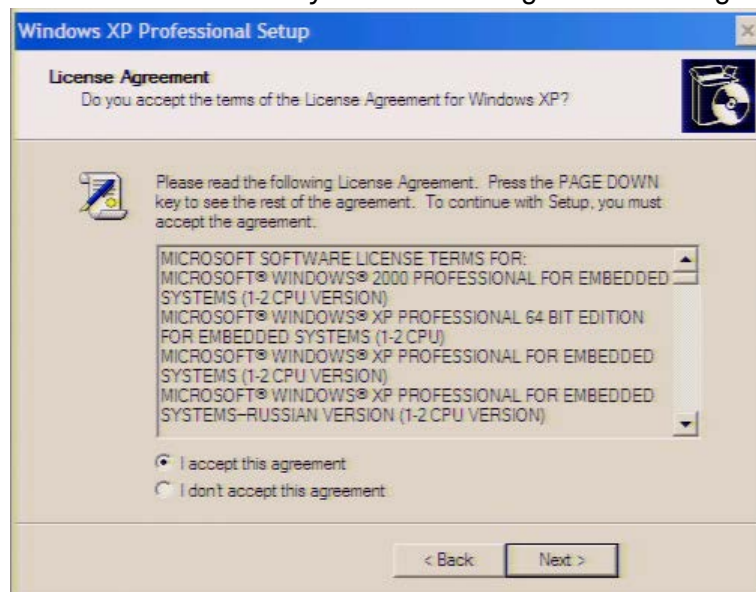 Windows XP Professional Setup
License Agreement
Do you accept the terms of the License Agreement for Windows XP?
Please read the following License Agreement. Press the PAGE DOWN
key to see the rest of the agreement. To continue with Setup, you must
accept the agreement.
MICROSOFT SOFTWARE LICENSE TERMS FOR:
MICROSOFT® WINDOWS® 2000 PROFESSIONAL FOR EMBEDDED
SYSTEMS (1-2 CPU VERSION)
MICROSOFT® WINDOWS® XP PROFESSIONAL 64 BIT EDITION
FOR EMBEDDED SYSTEMS (1-2 CPU)
MICROSOFT® WINDOWS® XP PROFESSIONAL FOR EMBEDDED
SYSTEMS (1-2 CPU VERSION)
MICROSOFT® WINDOWS® XP PROFESSIONAL FOR EMBEDDED
SYSTEMS–RUSSIAN VERSION (1-2 CPU VERSION)
I accept this agreement
I don't accept this agreement
< Back
Next >